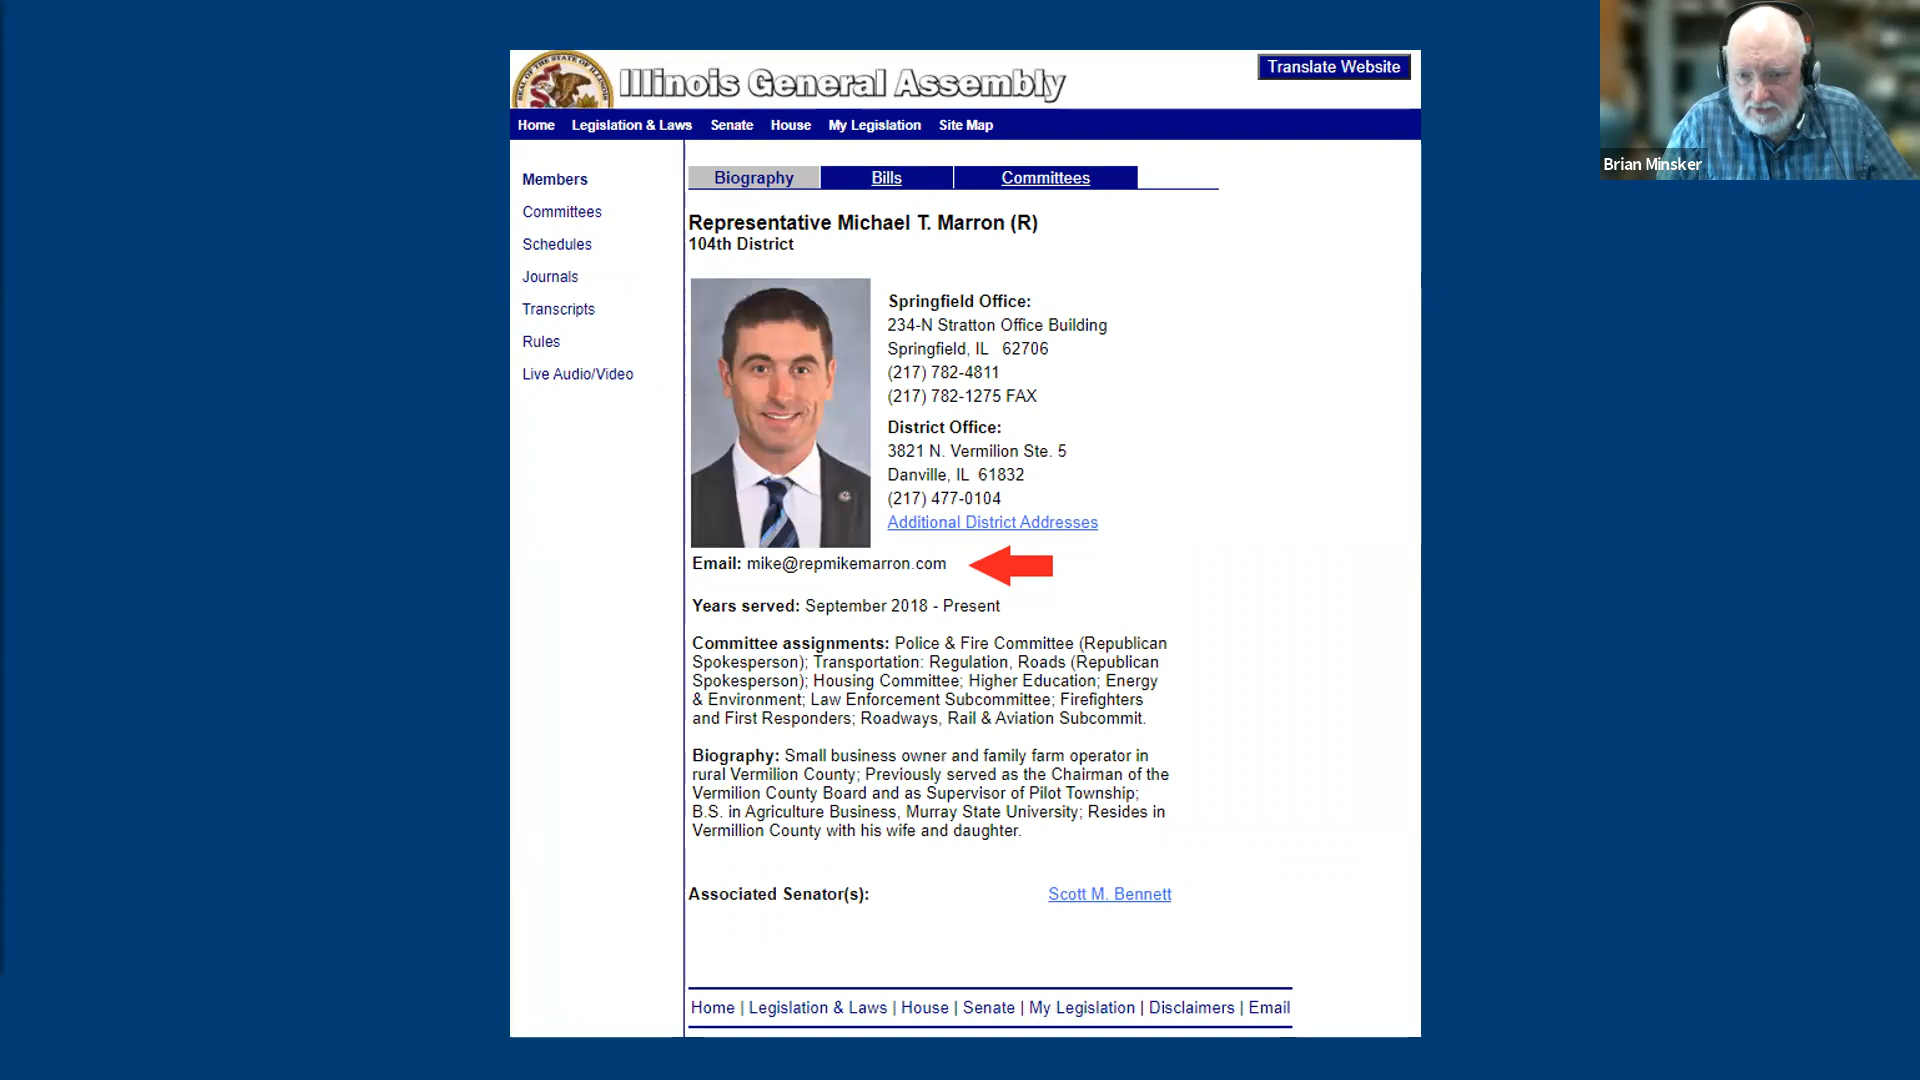 Illinois General Assembly
Translate Website
Home Legislation & Laws Senate House My Legislation Site Map
Brian Minsker
Members
Committees
Schedules
Journals
Transcripts
Rules
Live Audio/Video
Biography Bills Committees
Representative Michael T. Marron (R)
104th District
Springfield Office:
234-N Stratton Office Building
Springfield, IL 62706
(217) 782-4811
(217) 782-1275 FAX
District Office:
3821 N. Vermilion Ste. 5
Danville, IL 61832
(217) 477-0104
Additional District Addresses
Email: mike@repmikemarron.com
Years served: September 2018 - Present
Committee assignments: Police & Fire Committee (Republican
Spokesperson); Transportation: Regulation, Roads (Republican
Spokesperson); Housing Committee; Higher Education; Energy
& Environment; Law Enforcement Subcommittee; Firefighters
and First Responders; Roadways, Rail & Aviation Subcommit.
Biography: Small business owner and family farm operator in
rural Vermilion County; Previously served as the Chairman of the
Vermilion County Board and as Supervisor of Pilot Township;
B.S. in Agriculture Business, Murray State University; Resides in
Vermillion County with his wife and daughter.
Associated Senator(s): Scott M. Bennett
Home | Legislation & Laws | House | Senate | My Legislation | Disclaimers | Email